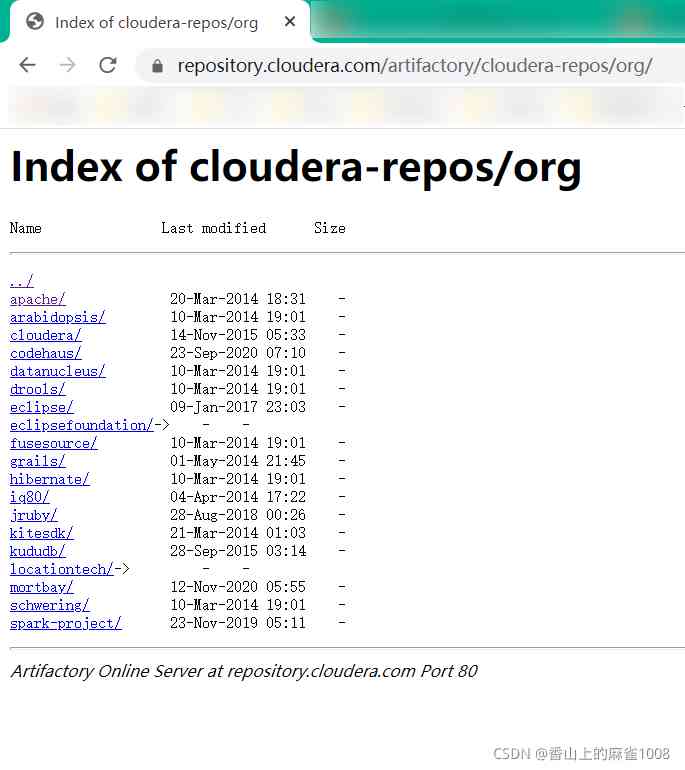 Index of cloudera-repos/org
repository.cloudera.com/artifactory/cloudera-repos/org/
Index of cloudera-repos/org
Name Last modified Size
../
apache/ 20-Mar-2014 18:31 -
arabidopsis/ 10-Mar-2014 19:01 -
cloudera/ 14-Nov-2015 05:33 -
codehaus/ 23-Sep-2020 07:10 -
datanucleus/ 10-Mar-2014 19:01 -
drools/ 10-Mar-2014 19:01 -
eclipse/ 09-Jan-2017 23:03 -
eclipsefoundation/-> - -
fusesource/ 10-Mar-2014 19:01 -
grails/ 01-May-2014 21:45 -
hibernate/ 10-Mar-2014 19:01 -
iq80/ 04-Apr-2014 17:22 -
jruby/ 28-Aug-2018 00:26 -
kitesdk/ 21-Mar-2014 01:03 -
kududb/ 28-Sep-2015 03:14 -
locationtech/-> - -
mortbay/ 12-Nov-2020 05:55 -
schwering/ 10-Mar-2014 19:01 -
spark-project/ 23-Nov-2019 05:11 -
Artifactory Online Server at repository.cloudera.com Port 80
CSDN @香山上的麻雀1008